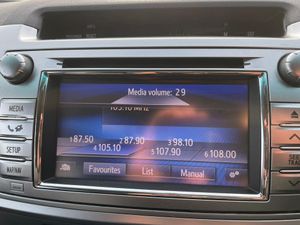 Media volume: 29
105.10 MHz
1 87.50 2 87.90 3 98.10
4 105.10 5 107.90 6 108.00
Favourites List Manual
MEDIA
SETUP
MAP NAV